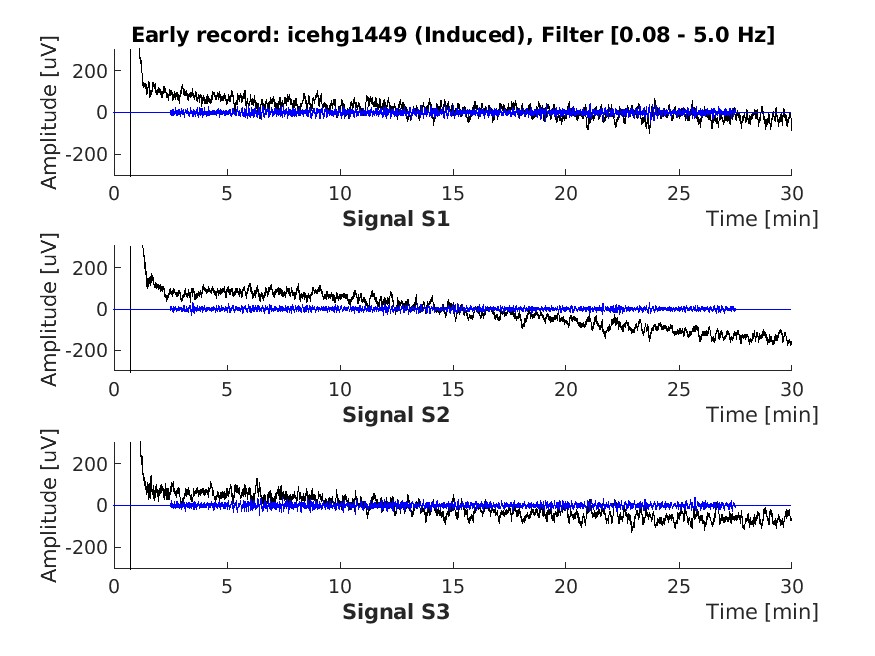 Early record: icehg1449 (Induced), Filter [0.08 - 5.0 Hz]
Amplitude [uV]
200
0
-200
0 5 10 15 20 25 30
Signal S1 Time [min]
Amplitude [uV]
200
0
-200
0 5 10 15 20 25 30
Signal S2 Time [min]
Amplitude [uV]
200
0
-200
0 5 10 15 20 25 30
Signal S3 Time [min]